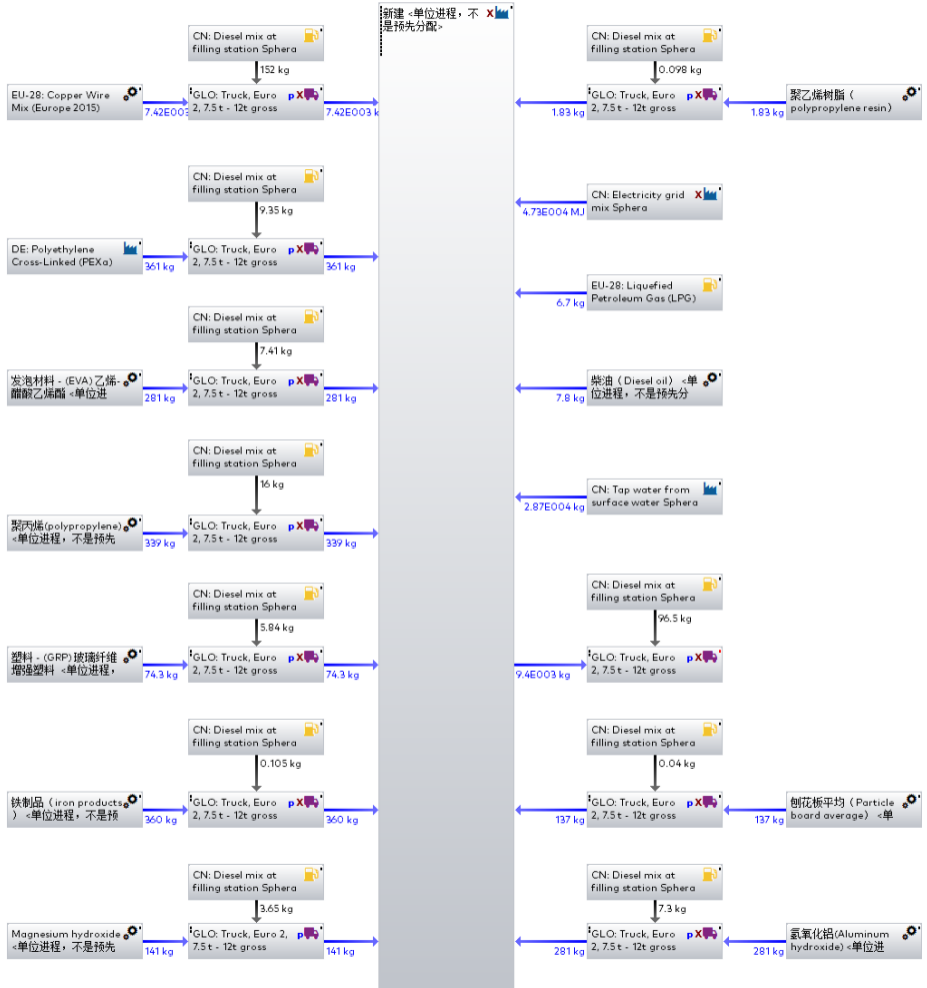 新建 <单位进程，不
是预先分配>
CN: Diesel mix at
filling station Sphera
152 kg
EU-28: Copper Wire
Mix (Europe 2015)
7.42E003
GLO: Truck, Euro
2, 7.5 t - 12t gross
7.42E003 k
CN: Diesel mix at
filling station Sphera
9.35 kg
DE: Polyethylene
Cross-Linked (PEXa)
361 kg
GLO: Truck, Euro
2, 7.5 t - 12t gross
361 kg
CN: Diesel mix at
filling station Sphera
7.41 kg
发泡材料 - (EVA) 乙烯-
醋酸乙烯酯 <单位进
281 kg
GLO: Truck, Euro
2, 7.5 t - 12t gross
281 kg
CN: Diesel mix at
filling station Sphera
16 kg
聚丙烯(polypropylene)
<单位进程，不是预先
339 kg
GLO: Truck, Euro
2, 7.5 t - 12t gross
339 kg
CN: Diesel mix at
filling station Sphera
5.84 kg
塑料 - (GRP) 玻璃纤维
增强塑料 <单位进程，
74.3 kg
GLO: Truck, Euro
2, 7.5 t - 12t gross
74.3 kg
CN: Diesel mix at
filling station Sphera
0.105 kg
铁制品（iron products
） <单位进程，不是预
360 kg
GLO: Truck, Euro
2, 7.5 t - 12t gross
360 kg
CN: Diesel mix at
filling station Sphera
3.65 kg
Magnesium hydroxide
<单位进程，不是预先
141 kg
GLO: Truck, Euro 2,
7.5 t - 12t gross
141 kg
CN: Diesel mix at
filling station Sphera
0.098 kg
GLO: Truck, Euro
2, 7.5 t - 12t gross
1.83 kg
聚乙烯树脂（
polypropylene resin）
1.83 kg
CN: Electricity grid
mix Sphera
4.73E004 MJ
EU-28: Liquefied
Petroleum Gas (LPG)
6.7 kg
柴油（Diesel oil） <单
位进程，不是预先分
7.8 kg
CN: Tap water from
surface water Sphera
2.87E004 kg
CN: Diesel mix at
filling station Sphera
96.5 kg
GLO: Truck, Euro
2, 7.5 t - 12t gross
9.4E003 kg
CN: Diesel mix at
filling station Sphera
0.04 kg
GLO: Truck, Euro
2, 7.5 t - 12t gross
137 kg
刨花板平均（Particle
board average） <单
137 kg
CN: Diesel mix at
filling station Sphera
7.3 kg
GLO: Truck, Euro
2, 7.5 t - 12t gross
281 kg
氢氧化铝(Aluminum
hydroxide) <单位进
281 kg